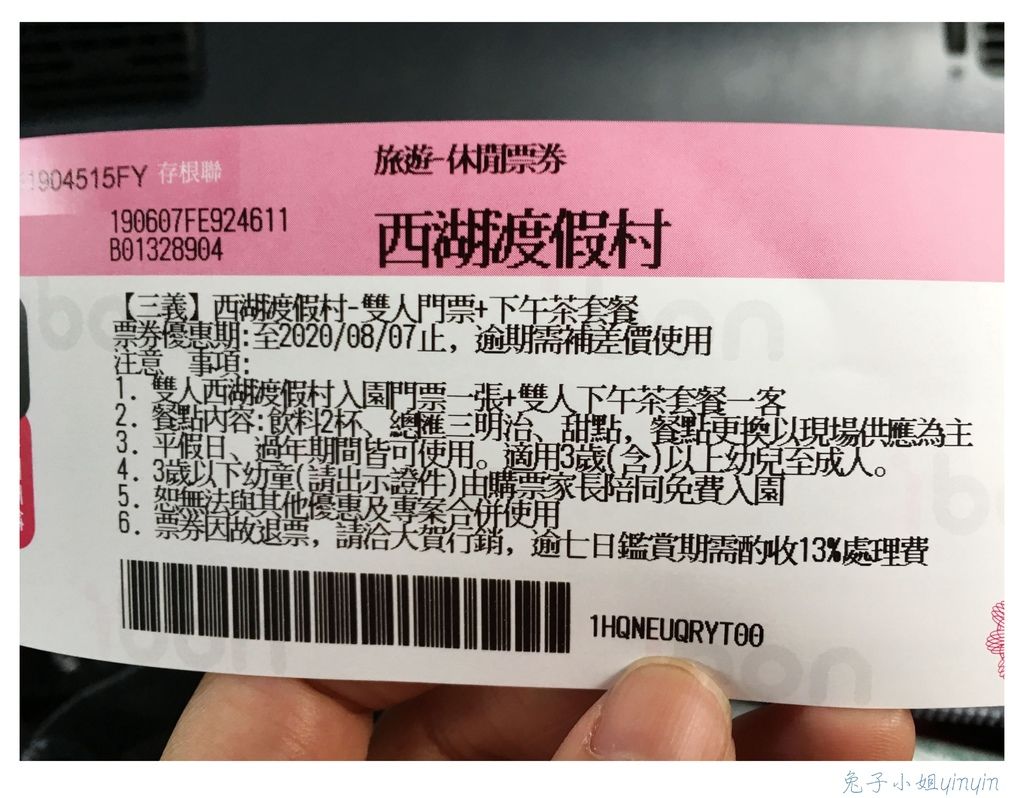 1904515FY 存根聯
190607FE924611
B01328904
旅遊-休閒票券
西湖渡假村
【三義】西湖渡假村-雙人門票+下午茶套餐
票券優惠期:至2020/08/07止，逾期需補差價使用
注意　事項:
1. 雙人西湖渡假村入園門票一張+雙人下午茶套餐一客
2. 餐點內容:飲料2杯、總匯三明治、甜點，餐點更換以現場供應為主
3. 平假日、過年期間皆可使用。適用3歲(含)以上幼兒至成人。
4. 3歲以下幼童(請出示證件)由購票家長陪同免費入園
5. 恕無法與其他優惠及專案合併使用
6. 票券因故退票，請洽大賀行銷，逾七日鑑賞期需酌收13%處理費
1HQNEUQRYT00
兔子小姐yinyin